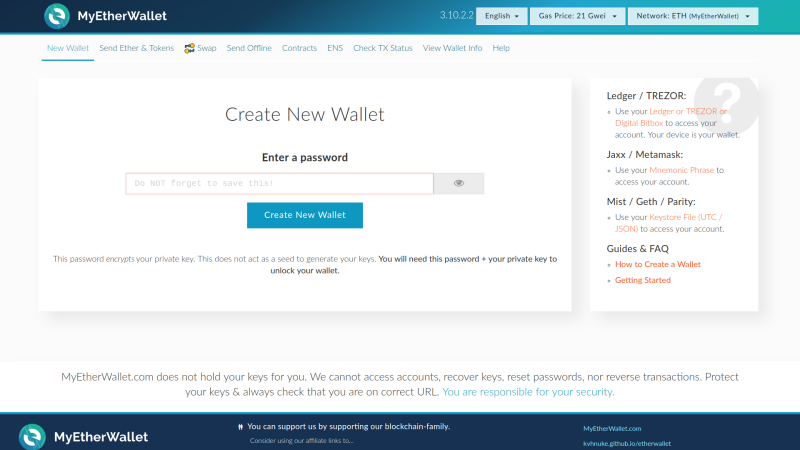 MyEtherWallet
3.10.2.2
English
Gas Price: 21 Gwei
Network: ETH (MyEtherWallet)
New Wallet
Send Ether & Tokens
Swap
Send Offline
Contracts
ENS
Check TX Status
View Wallet Info
Help
Create New Wallet
Enter a password
Do NOT forget to save this!
Create New Wallet
This password encrypts your private key. This does not act as a seed to generate your keys. You will need this password + your private key to
unlock your wallet.
?
Ledger / TREZOR:
Use your Ledger or TREZOR or
Digital Bitbox to access your
account. Your device is your wallet.
Jaxx / Metamask:
Use your Mnemonic Phrase to
access your account.
Mist / Geth / Parity:
Use your Keystore File (UTC /
JSON) to access your account.
Guides & FAQ
How to Create a Wallet
Getting Started
MyEtherWallet.com does not hold your keys for you. We cannot access accounts, recover keys, reset passwords, nor reverse transactions. Protect
your keys & always check that you are on correct URL. You are responsible for your security.
MyEtherWallet
You can support us by supporting our blockchain-family.
Consider using our affiliate links to...
MyEtherWallet.com
kvhnuke.github.io/etherwallet